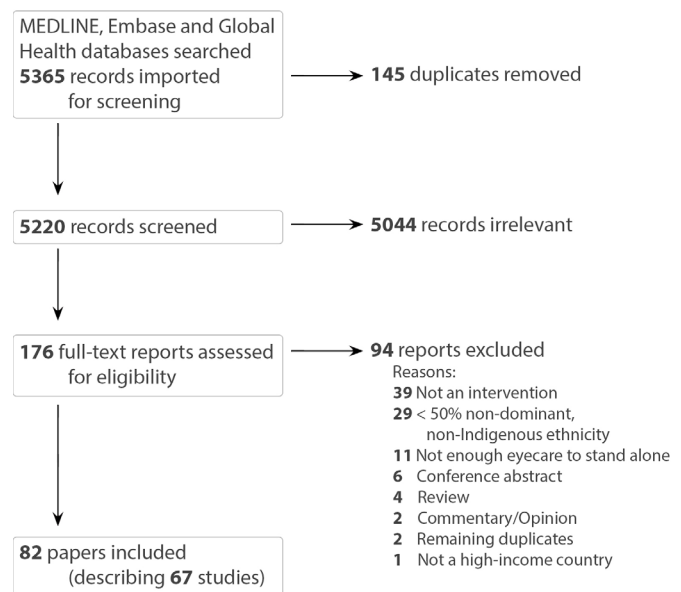 MEDLINE, Embase and Global
Health databases searched
5365 records imported
for screening
145 duplicates removed
5220 records screened
5044 records irrelevant
176 full-text reports assessed
for eligibility
94 reports excluded
Reasons:
39 Not an intervention
29 < 50% non-dominant,
non-Indigenous ethnicity
11 Not enough eyecare to stand alone
6 Conference abstract
4 Review
2 Commentary/Opinion
2 Remaining duplicates
1 Not a high-income country
82 papers included
(describing 67 studies)